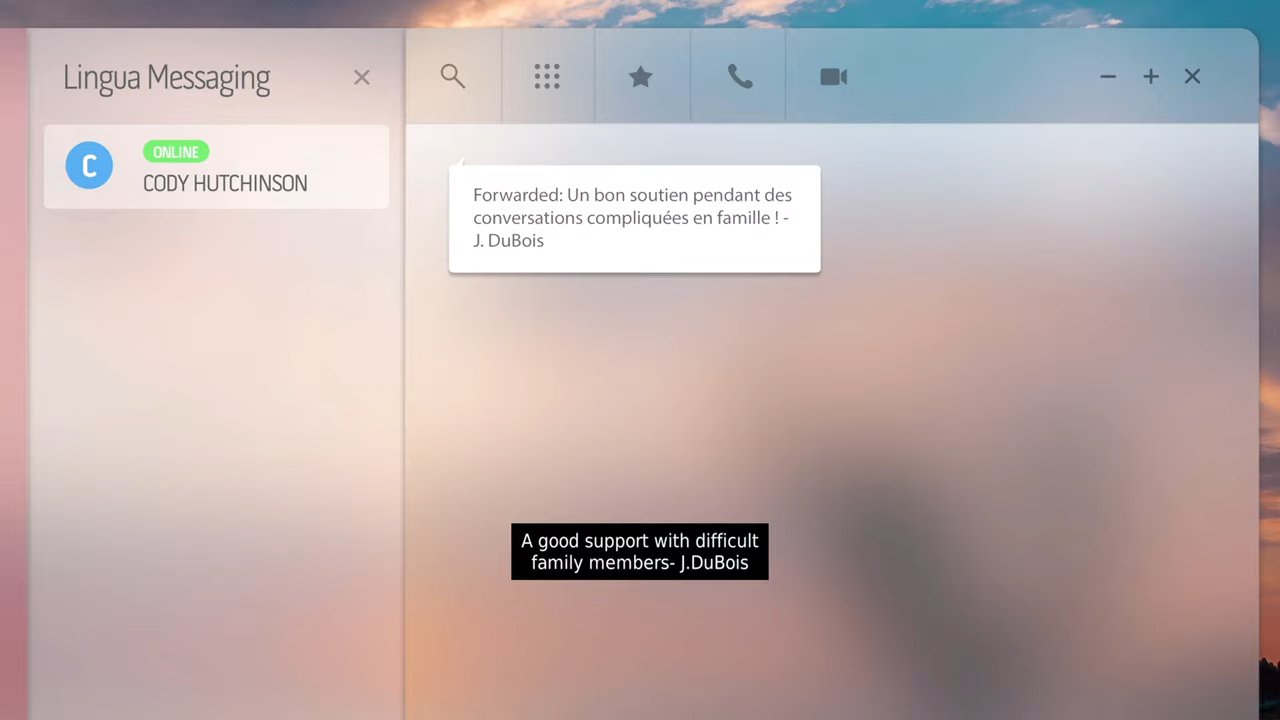 Lingua Messaging
C
ONLINE
CODY HUTCHINSON
Forwarded: Un bon soutien pendant des
conversations compliquées en famille ! -
J. DuBois
A good support with difficult
family members- J.DuBois